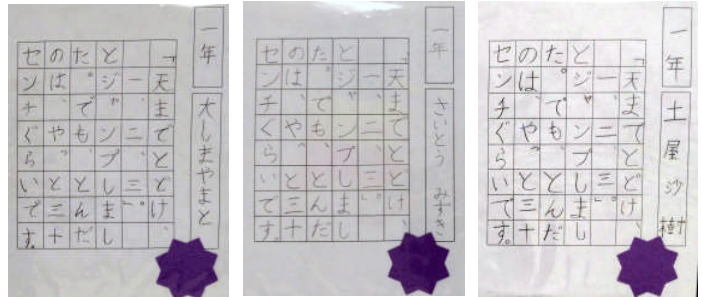 一年 大しまやまと
「天までとどけ、
一 二 三」。
とジャンプしまし
た。でも、とんだ
のは、やっと三十
センチぐらいです。
一年 さいとう みずき
「天までとどけ、
一 二 三」。
とジャンプしまし
た。でも、とんだ
のは、やっと三十
センチぐらいです。
一年 土屋沙樹
「天までとどけ、
一 二 三」。
とジャンプしまし
た。でも、とんだ
のは、やっと三十
センチぐらいです。